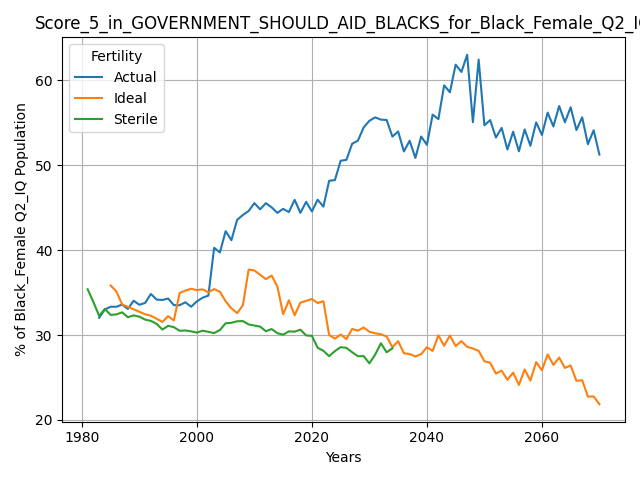 Score_5_in_GOVERNMENT_SHOULD_AID_BLACKS_for_Black_Female_Q2_IQ
Fertility
Actual
Ideal
Sterile
% of Black_Female Q2_IQ Population
60
50
40
30
20
1980 2000 2020 2040 2060
Years